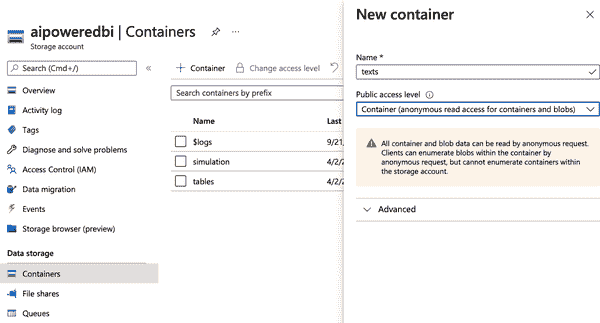 aipoweredbi | Containers
Storage account
Search (Cmd+/)
Overview
Activity log
Tags
Diagnose and solve problems
Access Control (IAM)
Data migration
Events
Storage browser (preview)
Data storage
Containers
File shares
Queues
+ Container
Change access level
Search containers by prefix
Name
Last
$logs
9/21,
simulation
4/2/2
tables
4/2/2
New container
Name *
texts
Public access level
Container (anonymous read access for containers and blobs)
All container and blob data can be read by anonymous request.
Clients can enumerate blobs within the container by
anonymous request, but cannot enumerate containers within
the storage account.
Advanced